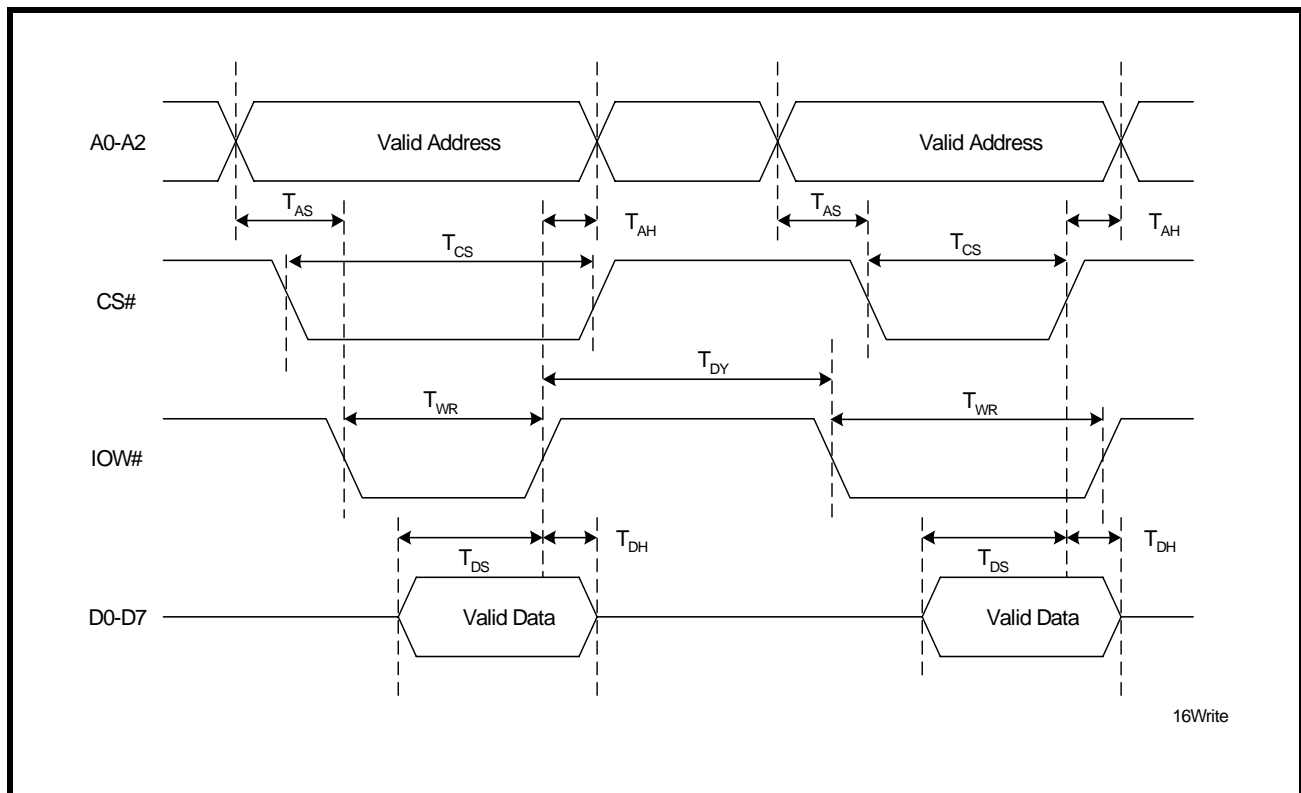 A0-A2
Valid Address
Valid Address
TAS
TAH
TAS
TAH
TCS
TCS
CS#
TDY
TWR
TWR
IOW#
TDS
TDH
TDS
TDH
D0-D7
Valid Data
Valid Data
16Write